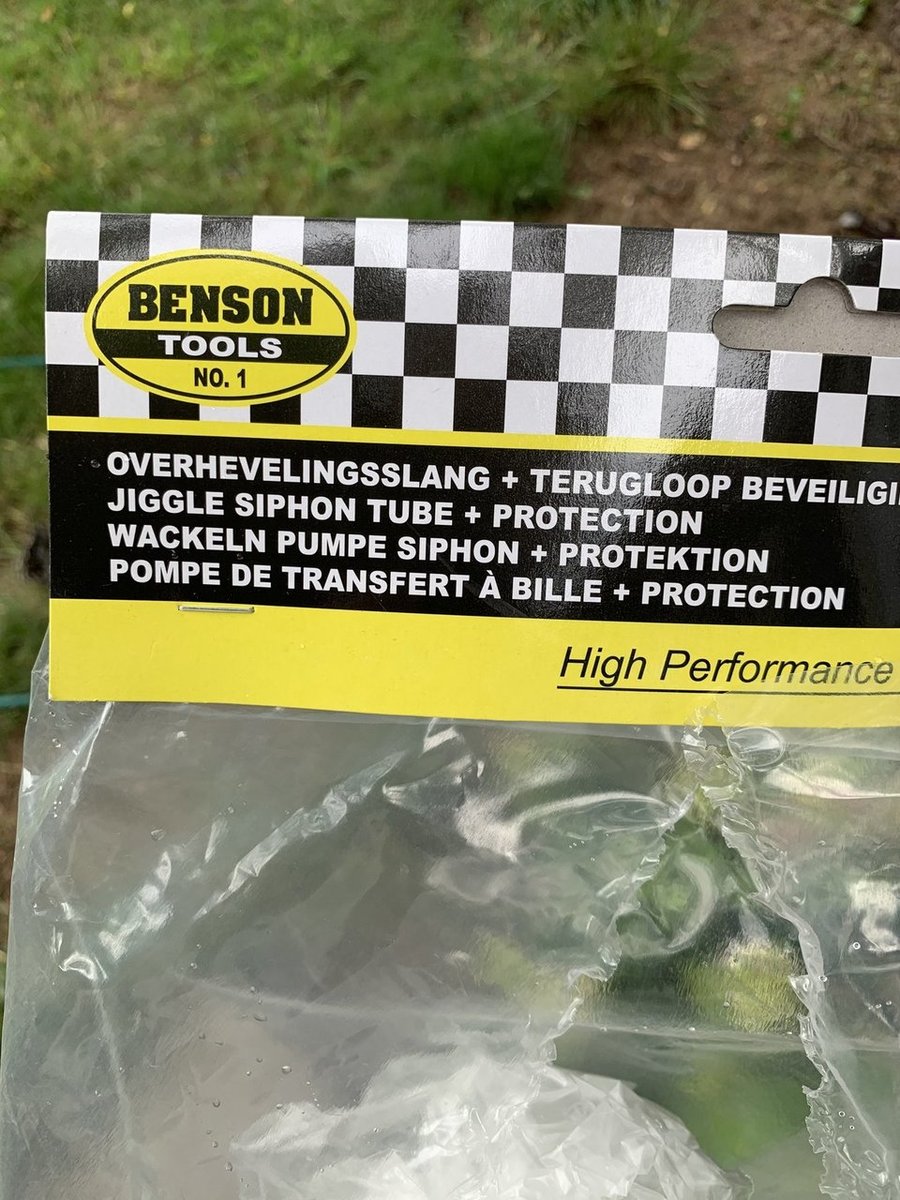 BENSON
TOOLS
NO. 1
OVERHEVELINGSSLANG + TERUGLOOP
JIGGLE SIPHON TUBE + PROTECTION
WACKELN PUMPE SIPHON + PROTEKTION
POMPE DE TRANSFERT À BILLE + PROTECTION
High Performance